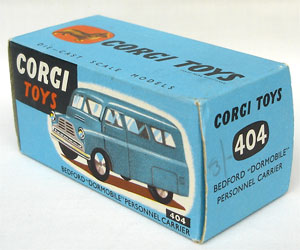 CORGI TOYS
DIE-CAST SCALE MODELS
CORGI
TOYS
BEDFORD "DORMOBILE" PERSONNEL CARRIER
404
CORGI TOYS
404
BEDFORD "DORMOBILE"
PERSONNEL CARRIER